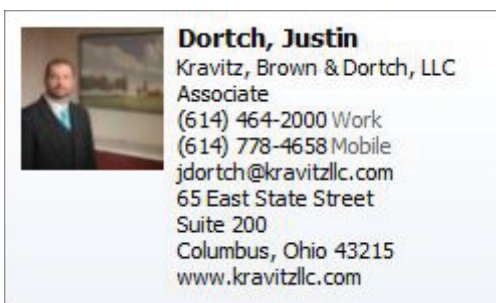 Dortch, Justin
Kravitz, Brown & Dortch, LLC
Associate
(614) 464-2000 Work
(614) 778-4658 Mobile
jdortch@kravitzllc.com
65 East State Street
Suite 200
Columbus, Ohio 43215
www.kravitzllc.com